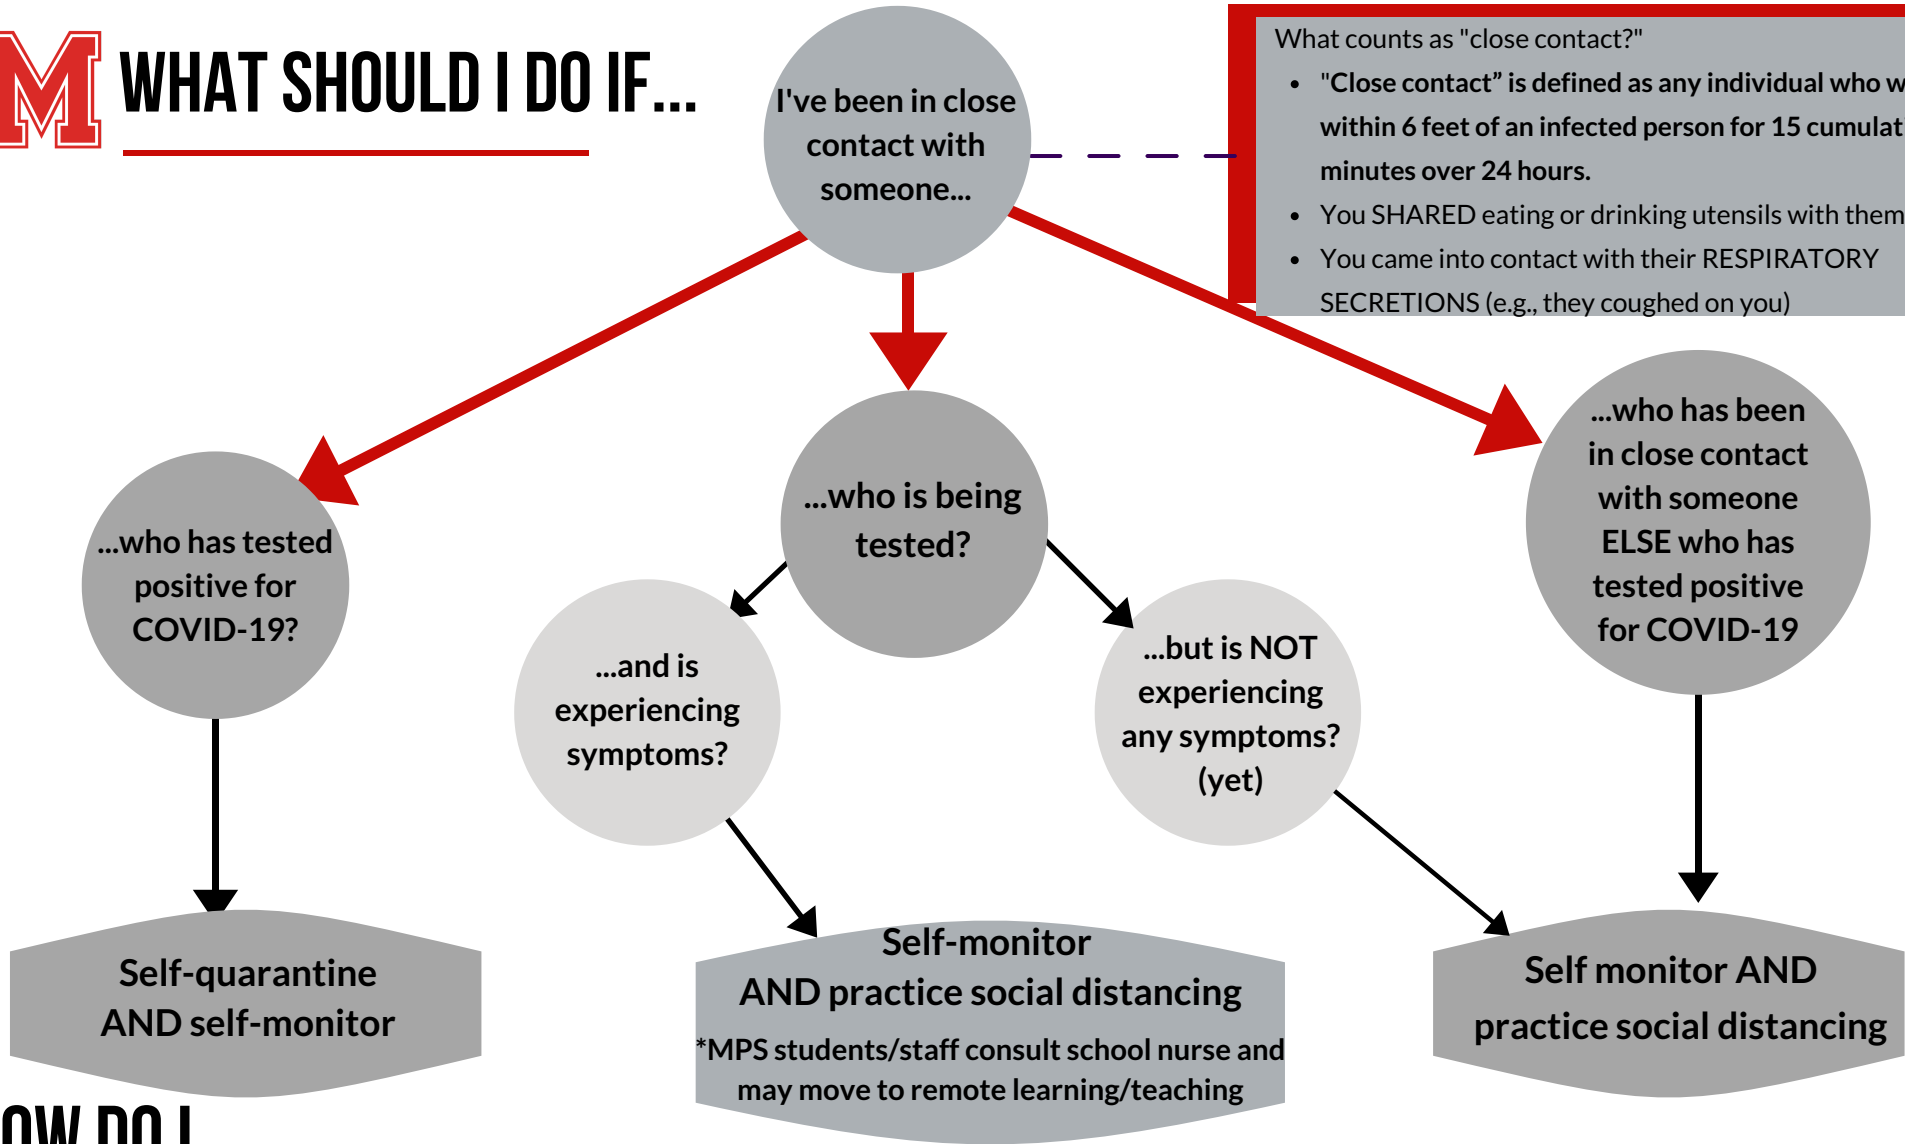 M
WHAT SHOULD I DO IF...
I've been in close
contact with
someone...
What counts as "close contact?"
"Close contact” is defined as any individual who
within 6 feet of an infected person for 15
minutes over 24 hours.
You SHARED eating or drinking utensils with them
You came into contact with their RESPIRATORY
SECRETIONS (e.g., they coughed on you)
...who has tested
positive for
COVID-19?
...who is being
tested?
...who has been
in close contact
with someone
ELSE who has
tested positive
for COVID-19
...and is
experiencing
symptoms?
...but is NOT
experiencing
any symptoms?
(yet)
Self-quarantine
AND self-monitor
Self-monitor
AND practice social distancing
*MPS students/staff consult school nurse and
may move to remote learning/teaching
Self monitor AND
practice social distancing
DO I